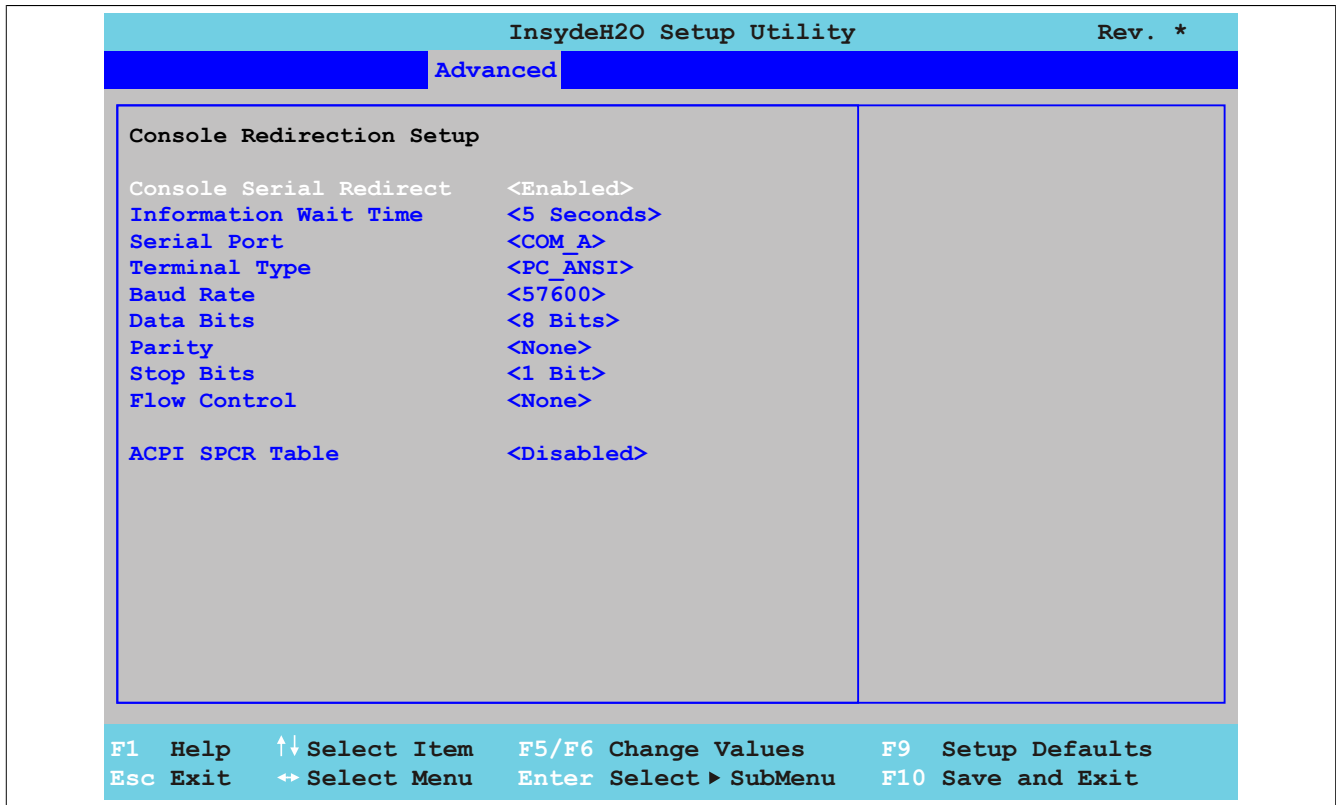 InsydeH2O Setup Utility Rev. *
Advanced
Console Redirection Setup
Console Serial Redirect <Enabled>
Information Wait Time <5 Seconds>
Serial Port <COM_A>
Terminal Type <PC_ANSI>
Baud Rate <57600>
Data Bits <8 Bits>
Parity <None>
Stop Bits <1 Bit>
Flow Control <None>
ACPI SPCR Table <Disabled>
F1 Help ↑↓ Select Item F5/F6 Change Values F9 Setup Defaults
Esc Exit ↔ Select Menu Enter Select ▶ SubMenu F10 Save and Exit